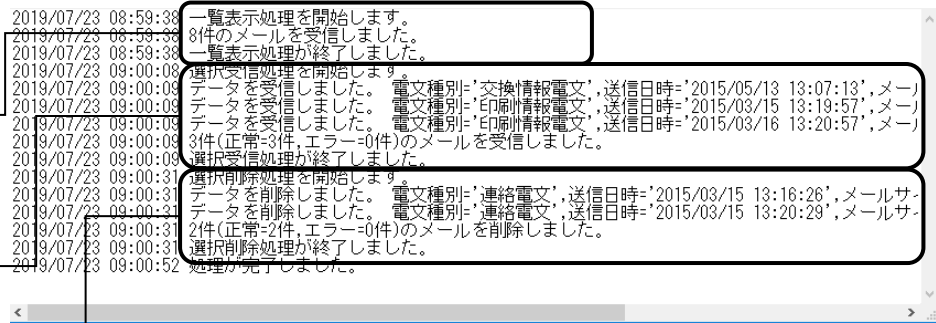 2019/07/23 08:59:38 一覧表示処理を開始します。
2019/07/23 08:59:38 8件のメールを受信しました。
2019/07/23 08:59:38 一覧表示処理が終了しました。
2019/07/23 09:00:08 選択受信処理を開始します。
2019/07/23 09:00:09 データを受信しました。 電文種別='交換情報電文',送信日時='2015/05/13 13:07:13',メー
2019/07/23 09:00:09 データを受信しました。 電文種別='印刷情報電文',送信日時='2015/03/15 13:19:57',メー
2019/07/23 09:00:09 データを受信しました。 電文種別='印刷情報電文',送信日時='2015/03/16 13:20:57',メー
2019/07/23 09:00:09 3件(正常=3件,エラー=0件)のメールを受信しました。
2019/07/23 09:00:09 選択受信処理が終了しました。
2019/07/23 09:00:31 選択削除処理を開始します。
2019/07/23 09:00:31 データを削除しました。 電文種別='連絡電文',送信日時='2015/03/15 13:16:26',メールサ
2019/07/23 09:00:31 データを削除しました。 電文種別='連絡電文',送信日時='2015/03/15 13:20:29',メールサ
2019/07/23 09:00:31 2件(正常=2件,エラー=0件)のメールを削除しました。
2019/07/23 09:00:31 選択削除処理が終了しました。
2019/07/23 09:00:52 処理が完了しました。